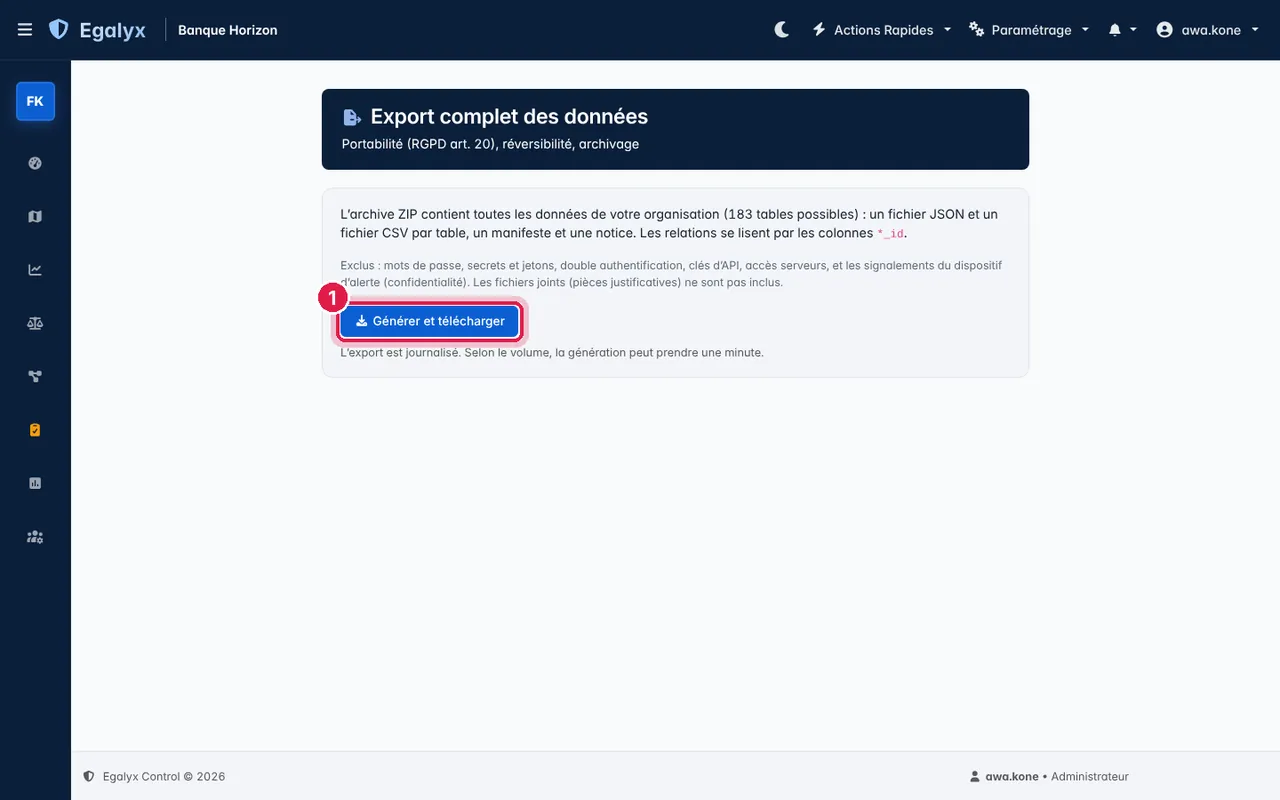 Egalyx
Banque Horizon
Actions Rapides
Paramétrage
awa.kone
FK
Export complet des données
Portabilité (RGPD art. 20), réversibilité, archivage
L'archive ZIP contient toutes les données de votre organisation (183 tables possibles) : un fichier JSON et un
fichier CSV par table, un manifeste et une notice. Les relations se lisent par les colonnes *_id.
Exclus : mots de passe, secrets et jetons, double authentification, clés d'API, accès serveurs, et les signalements du dispositif
d'alerte (confidentialité). Les fichiers joints (pièces justificatives) ne sont pas inclus.
1
Générer et télécharger
L'export est journalisé. Selon le volume, la génération peut prendre une minute.
Egalyx Control © 2026
awa.kone • Administrateur